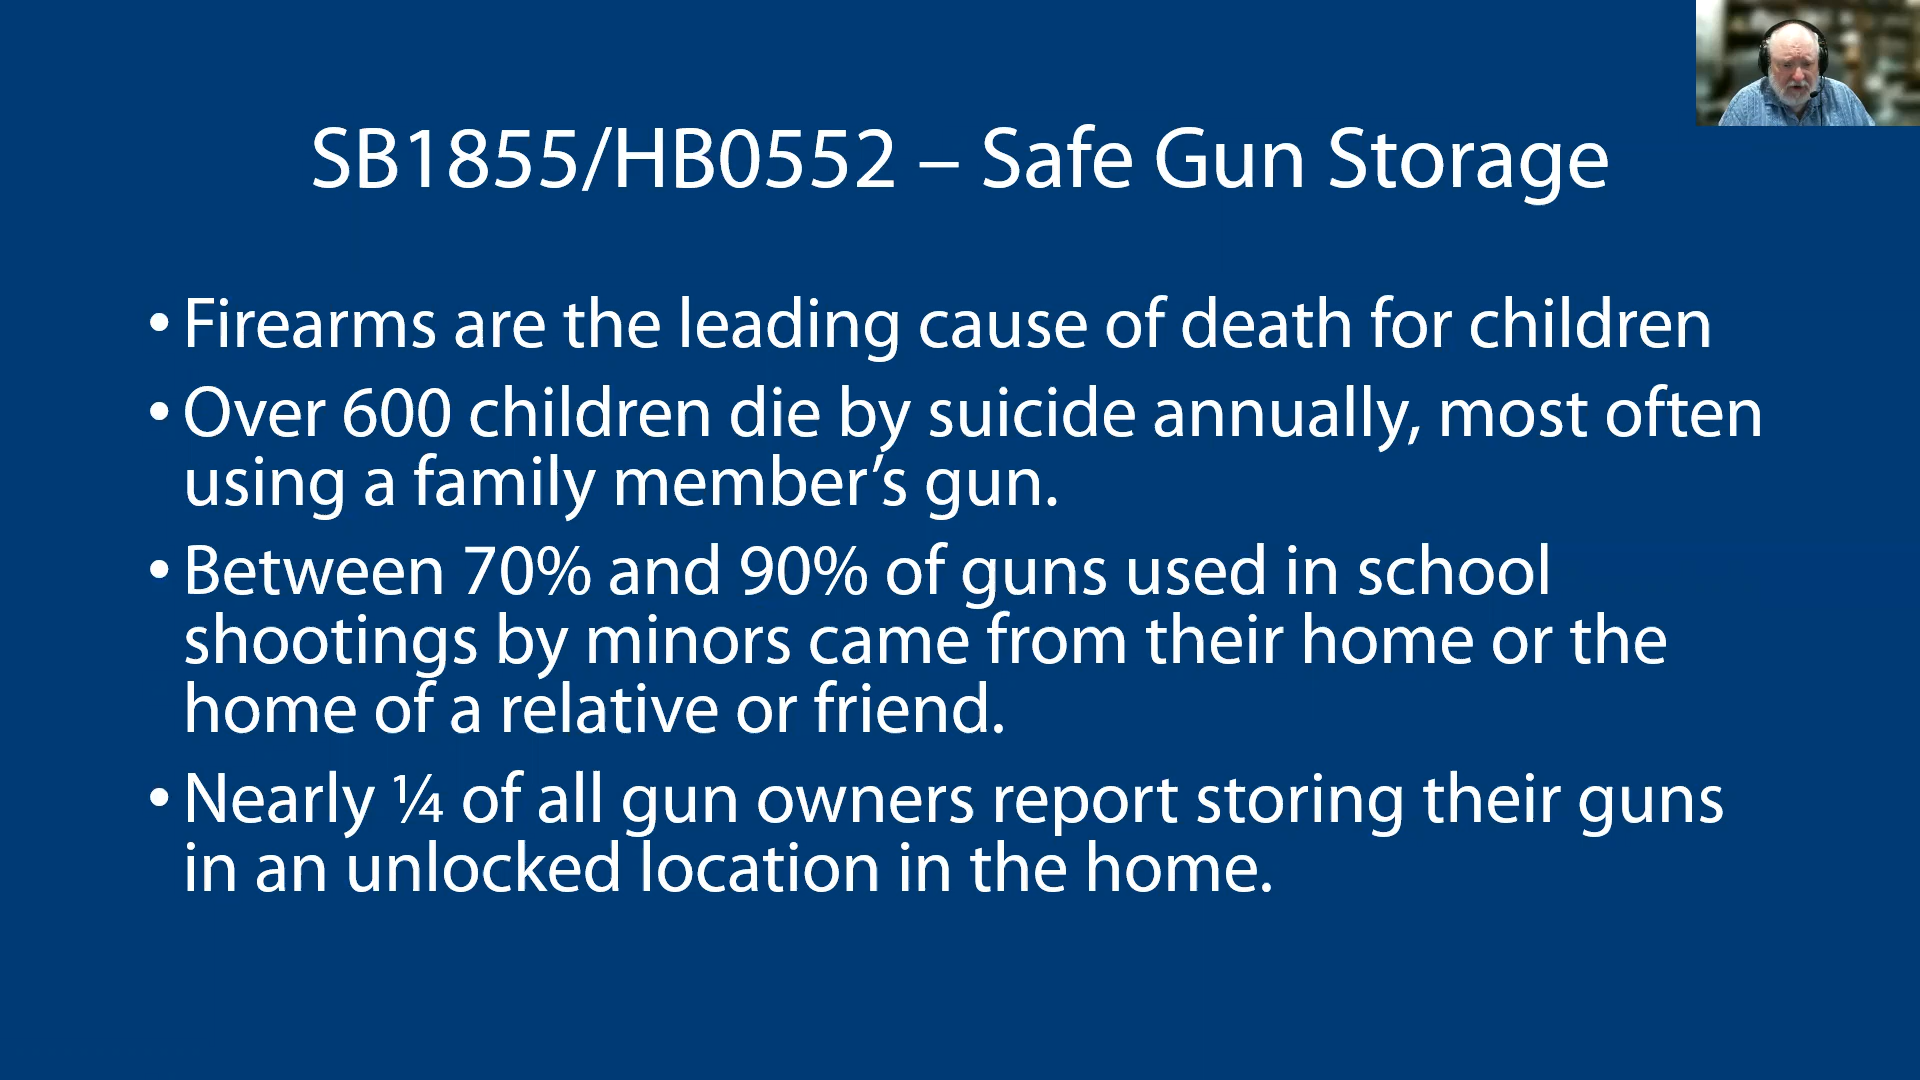 SB1855/HB0552 – Safe Gun Storage
• Firearms are the leading cause of death for children
• Over 600 children die by suicide annually, most often
using a family member’s gun.
• Between 70% and 90% of guns used in school
shootings by minors came from their home or the
home of a relative or friend.
• Nearly ¼ of all gun owners report storing their guns
in an unlocked location in the home.